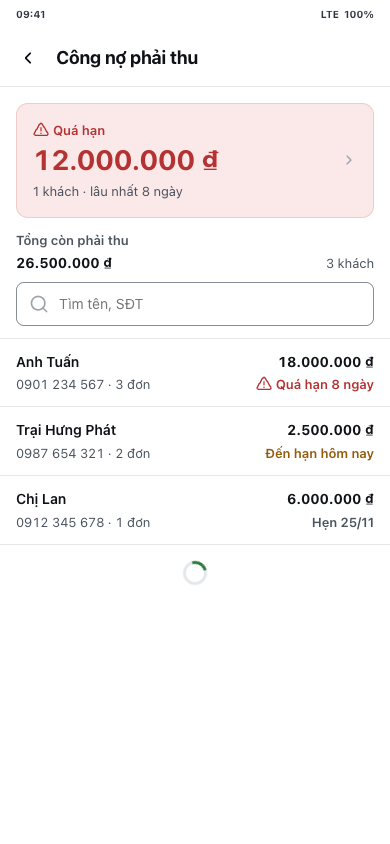 09:41 LTE 100%
Công nợ phải thu
Quá hạn
12.000.000 ₫
1 khách · lâu nhất 8 ngày
Tổng còn phải thu
26.500.000 ₫ 3 khách
Tìm tên, SĐT
Anh Tuấn 18.000.000 ₫
0901 234 567 · 3 đơn Quá hạn 8 ngày
Trại Hưng Phát 2.500.000 ₫
0987 654 321 · 2 đơn Đến hạn hôm nay
Chị Lan 6.000.000 ₫
0912 345 678 · 1 đơn Hẹn 25/11